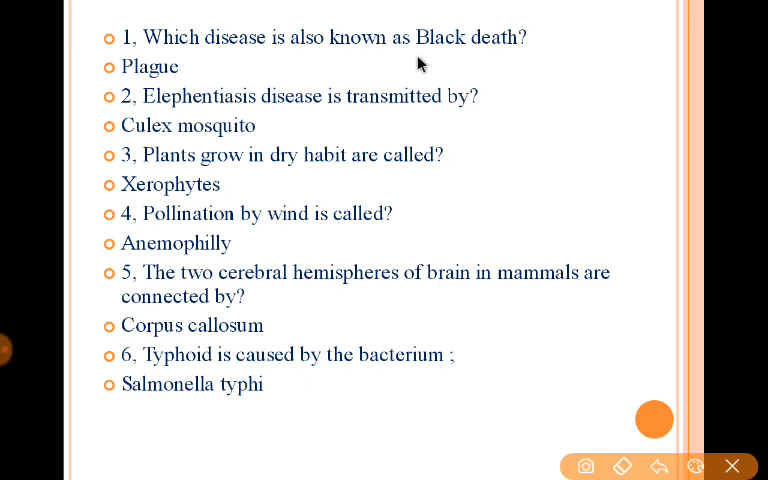 1, Which disease is also known as Black death?
Plague
2, Elephentiasis disease is transmitted by?
Culex mosquito
3, Plants grow in dry habit are called?
Xerophytes
4, Pollination by wind is called?
Anemophilly
5, The two cerebral hemispheres of brain in mammals are
connected by?
Corpus callosum
6, Typhoid is caused by the bacterium ;
Salmonella typhi